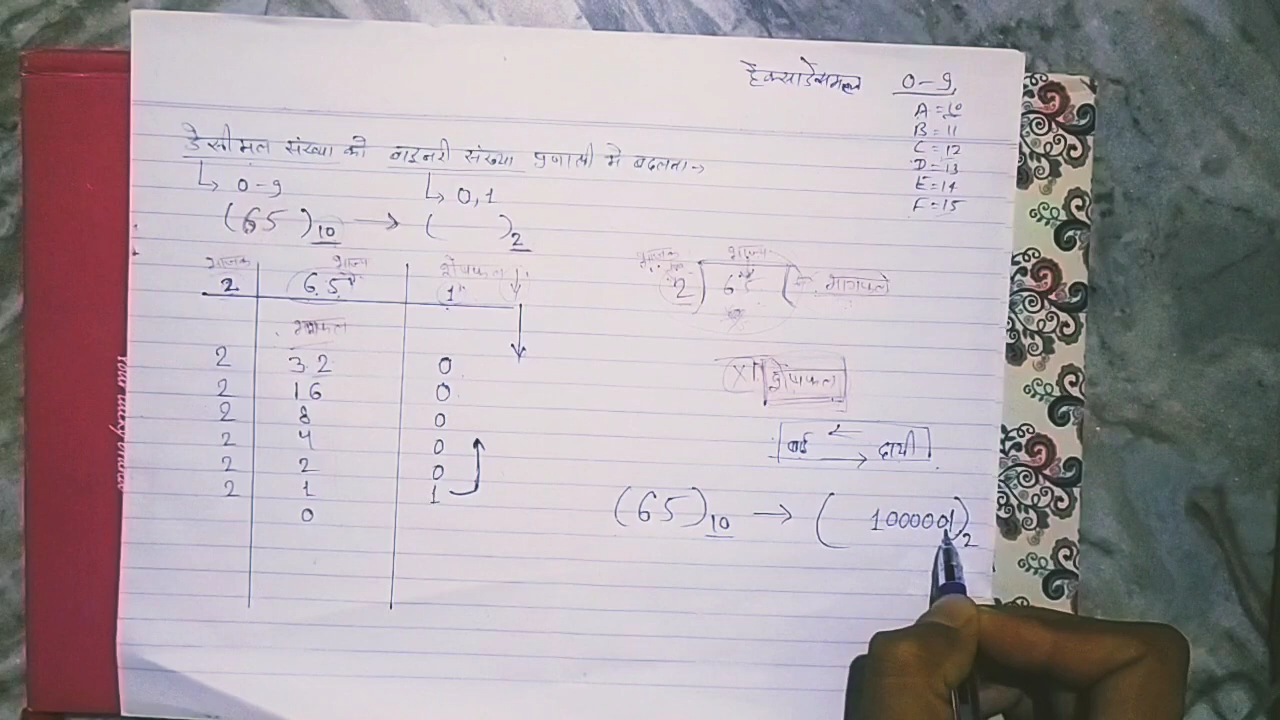 हैक्साडेसमल 0-9
A = 10
B = 11
C = 12
D = 13
E = 14
F = 15
डेसीमल संख्या को बाइनरी संख्या प्रणाली में बदलना→
↳ 0-9 ↳ 0,1
(65)10 → ( )2
भाजक भाज्य शेषफल
2 65 1
भागफल
2 32 0
2 16 0
2 8 0
2 4 0
2 2 0
2 1 1
0
भाजक भाज्य
2) 65 ( = भागफल
शेषफल
बाई दायी
(65)10 → ( 1000001)2